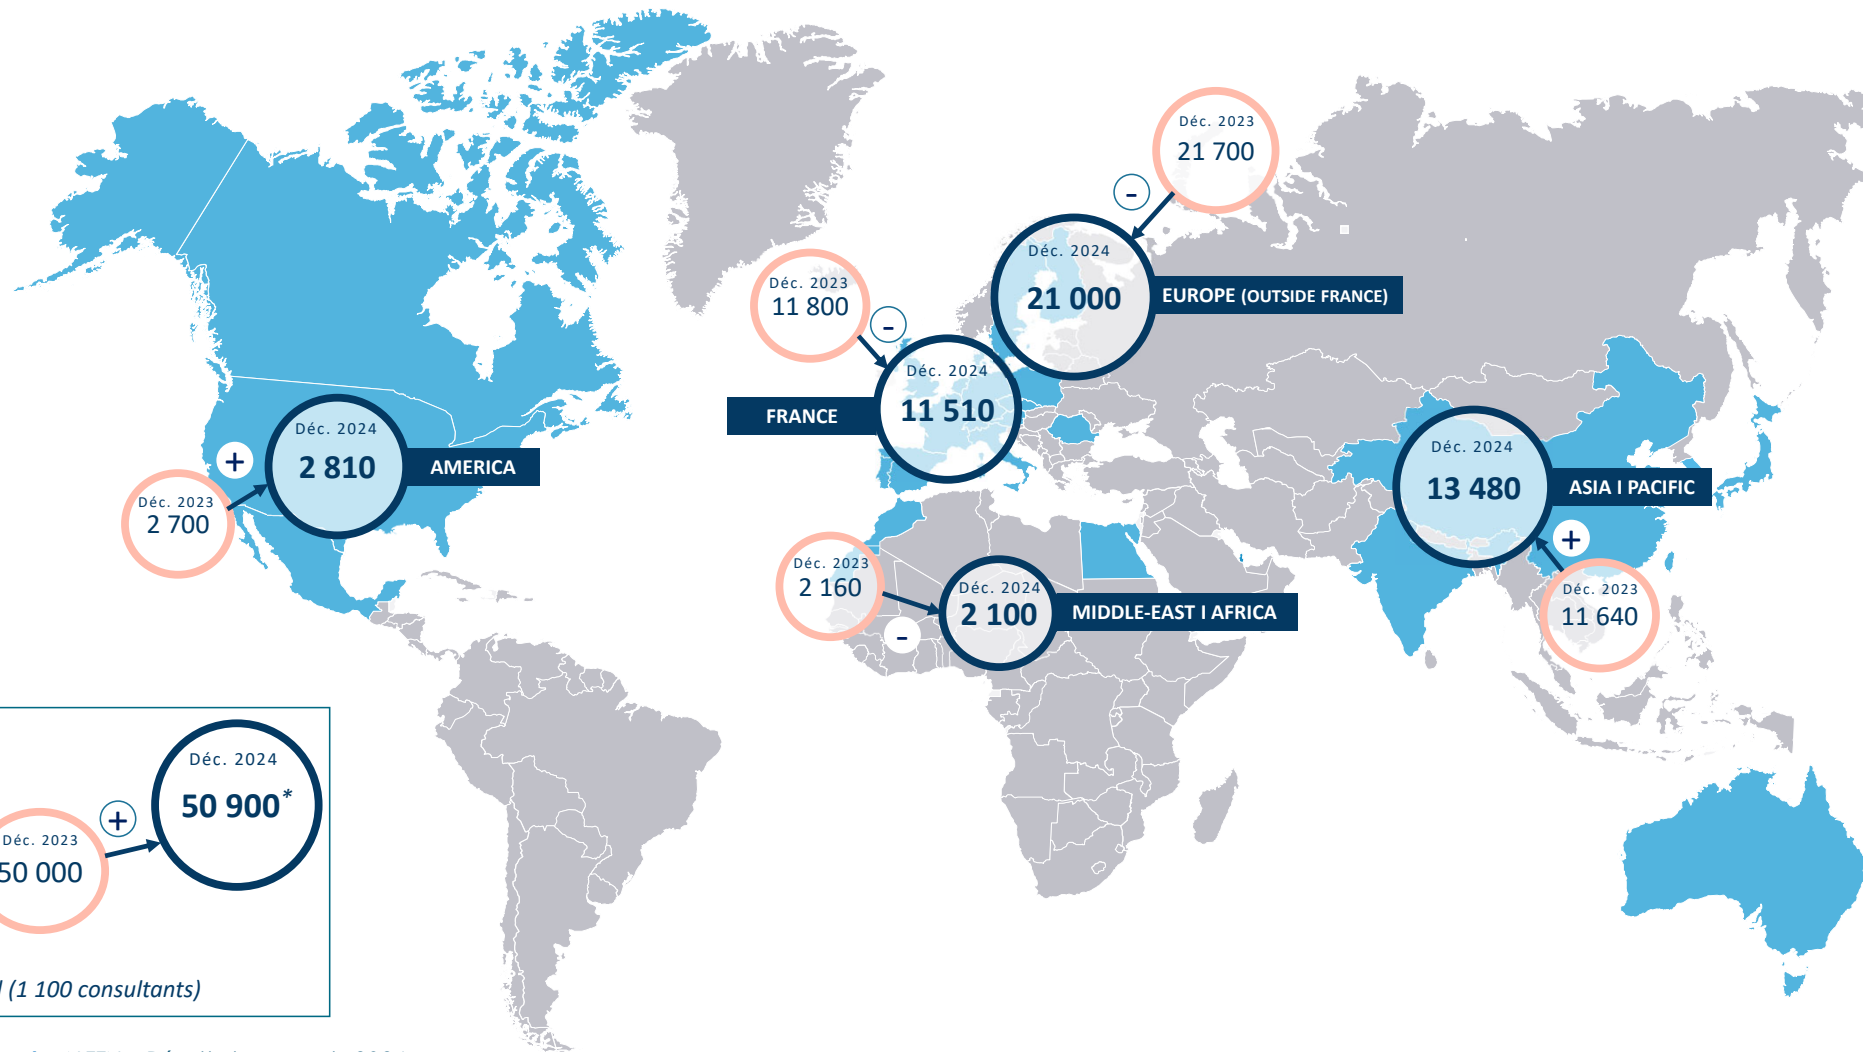 Déc. 2023
21 700
-
Déc. 2024
21 000
EUROPE (OUTSIDE FRANCE)
Déc. 2023
11 800
-
Déc. 2024
11 510
FRANCE
Déc. 2024
2 810
AMERICA
+
Déc. 2023
2 700
Déc. 2024
13 480
ASIA I PACIFIC
+
Déc. 2023
11 640
Déc. 2023
2 160
-
Déc. 2024
2 100
MIDDLE-EAST I AFRICA
Déc. 2024
50 900*
+
Déc. 2023
50 000
(1 100 consultants)